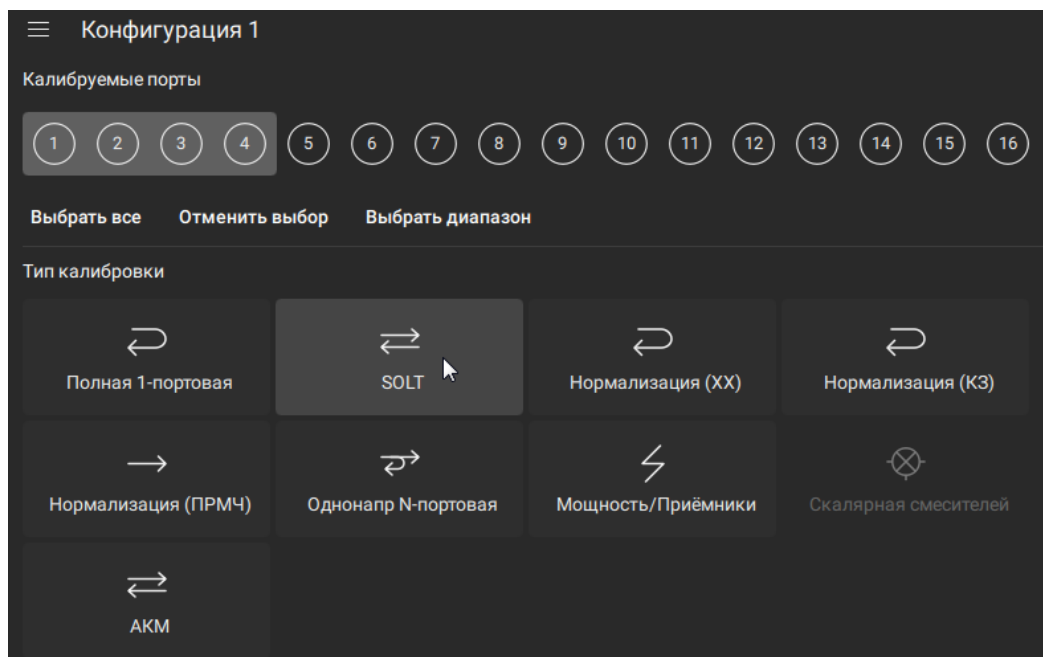 Конфигурация 1
Калибруемые порты
1 2 3 4 5 6 7 8 9 10 11 12 13 14 15 16
Выбрать все Отменить выбор Выбрать диапазон
Тип калибровки
Полная 1-портовая SOLT Нормализация (ХХ) Нормализация (КЗ)
Нормализация (ПРМЧ) Однонапр N-портовая Мощность/Приёмники Скалярная смесителей
АКМ